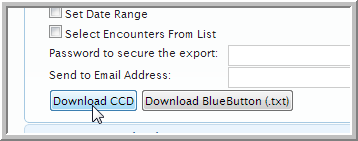 Set Date Range
Select Encounters From List
Password to secure the export:
Send to Email Address:
Download CCD Download BlueButton (.txt)